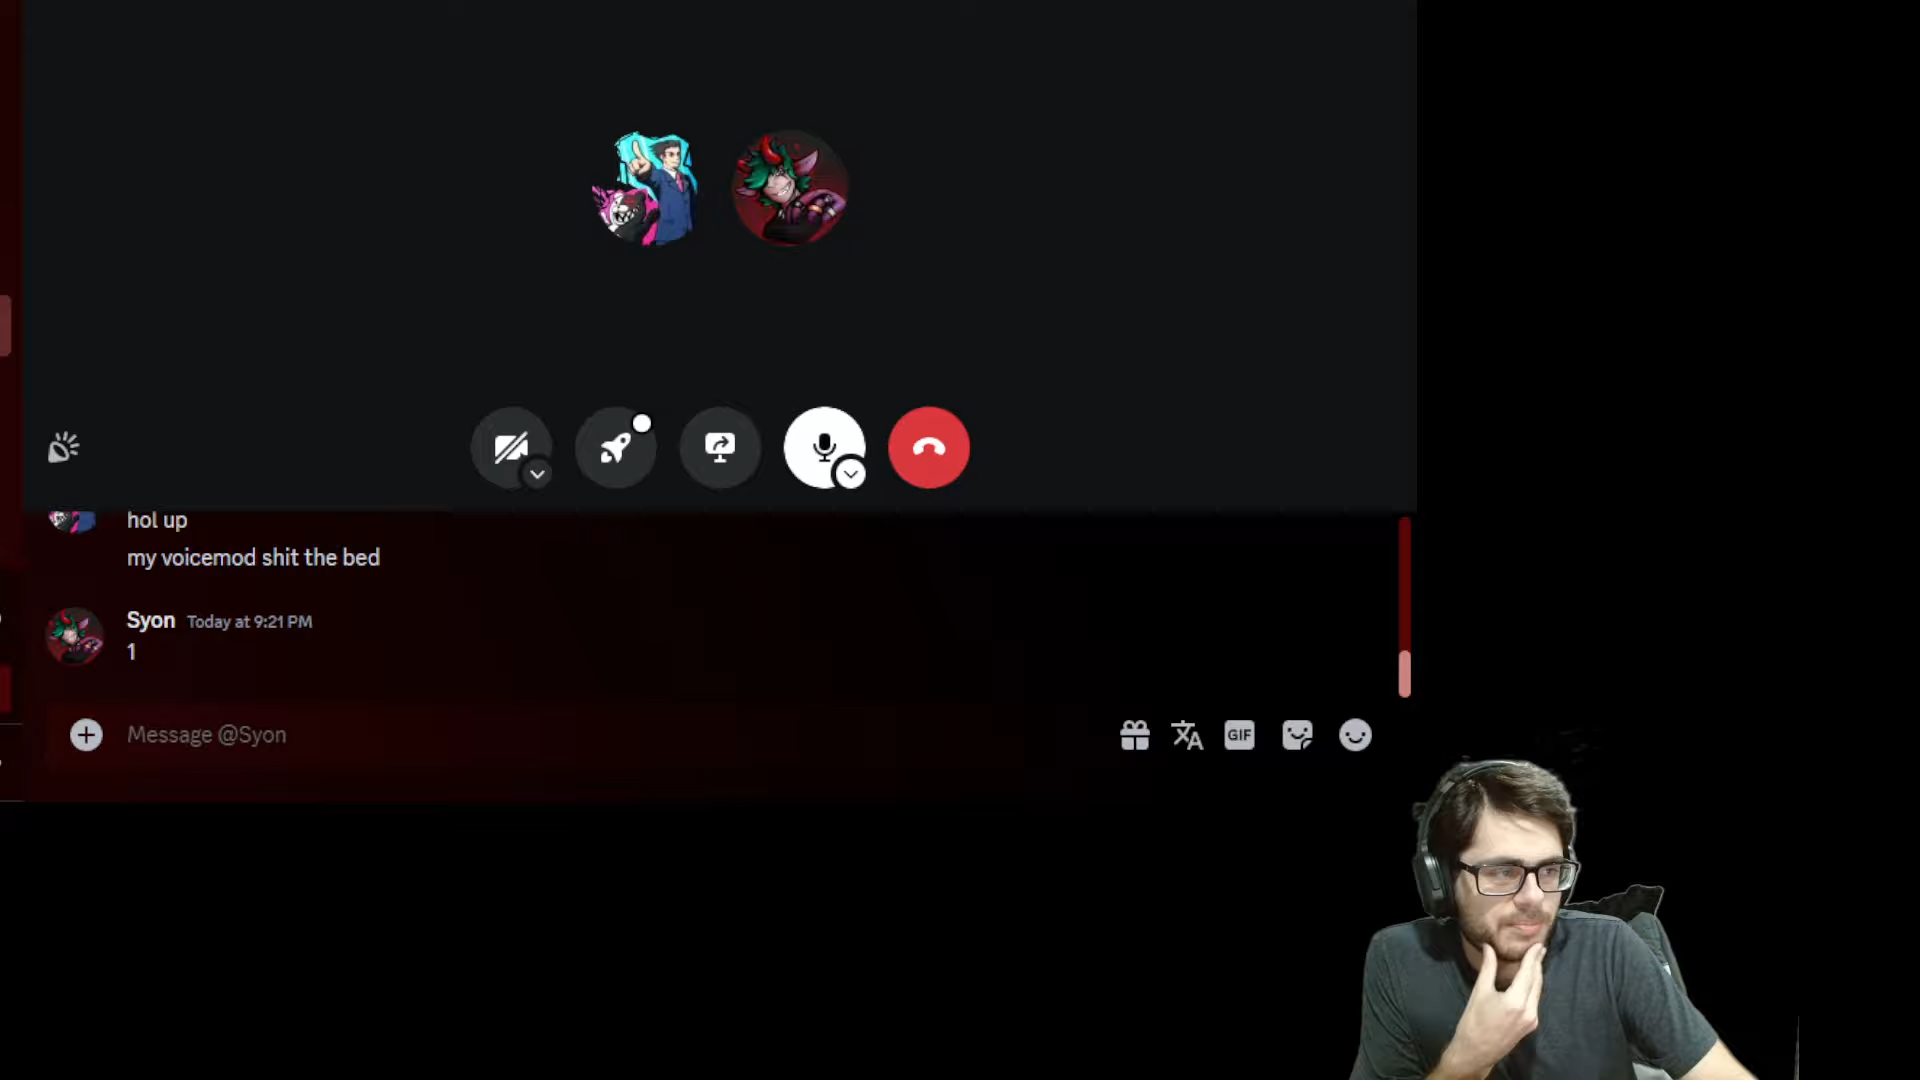 hol up
my voicemod shit the bed
Syon Today at 9:21 PM
1
Message @Syon
GIF